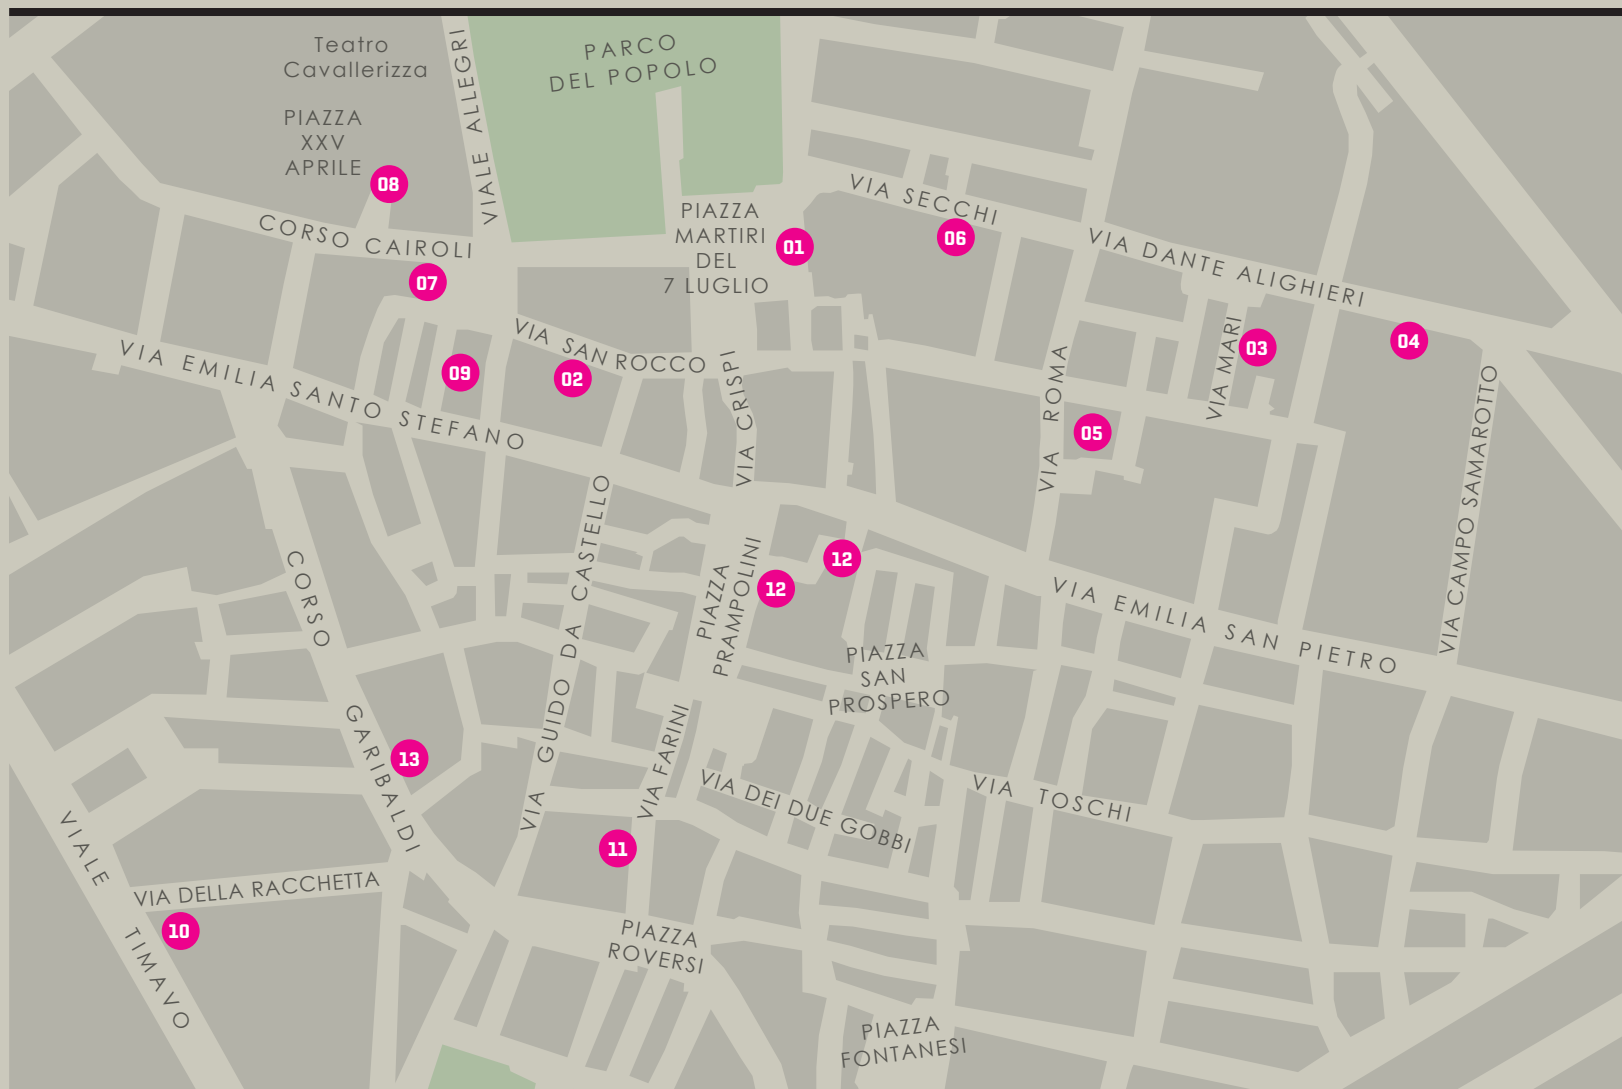 Teatro
Cavallerizza
PIAZZA
XXV
APRILE
08
VIALE ALLEGRI
PARCO
DEL POPOLO
CORSO CAIROLI
07
PIAZZA
MARTIRI
DEL
7 LUGLIO
01
VIA SECCHI
06
VIA DANTE ALIGHIERI
VIA MARI
03
04
VIA SAN ROCCO
02
09
VIA CRISPI
VIA ROMA
05
VIA CAMPO SAMAROTTO
VIA EMILIA SANTO STEFANO
VIA GUIDO DA CASTELLO
PIAZZA
PRAMPOLINI
12
12
VIA EMILIA SAN PIETRO
PIAZZA
SAN
PROSPERO
CORSO GARIBALDI
13
VIA FARINI
VIA DEI DUE GOBBI
VIA TOSCHI
11
VIALE TIMAVO
VIA DELLA RACCHETTA
10
PIAZZA
ROVERSI
PIAZZA
FONTANESI